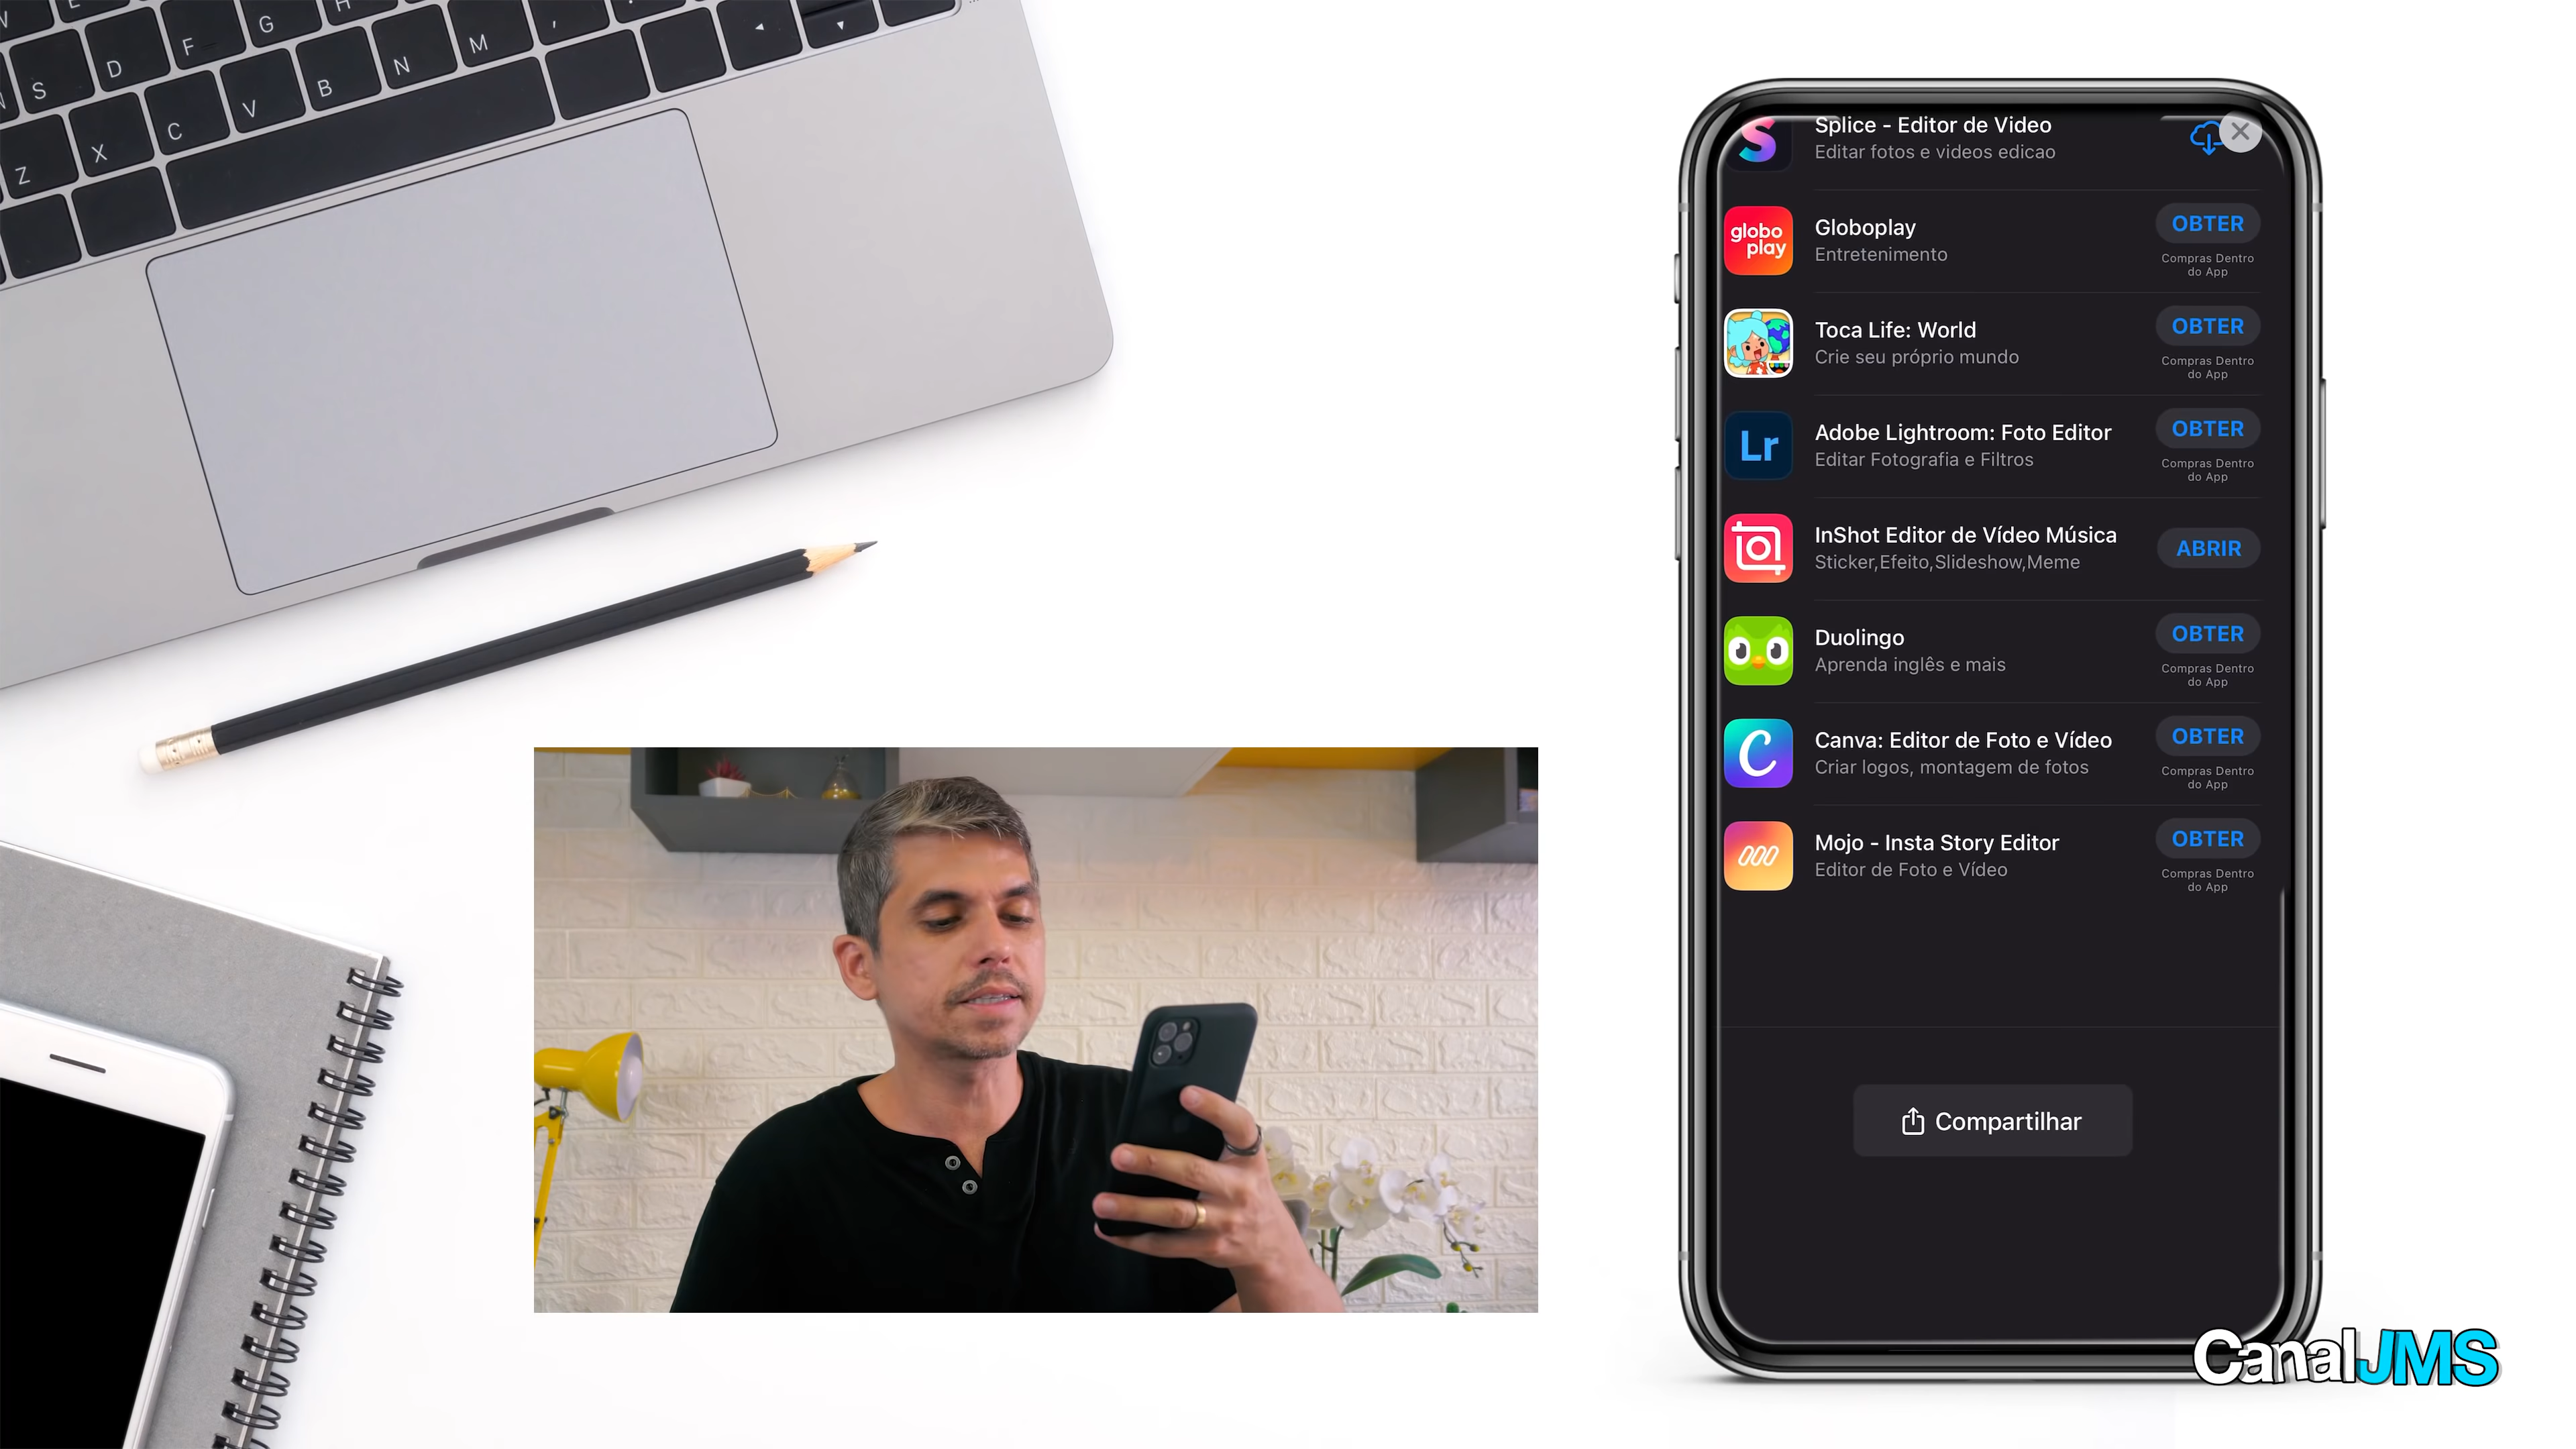 F
G
H
S
D
Z
X
C
V
B
N
M
,
Splice - Editor de Video
Editar fotos e videos edicao
globo
play
Globoplay
Entretenimento
OBTER
Compras Dentro
do App
Toca Life: World
Crie seu próprio mundo
OBTER
Compras Dentro
do App
Lr
Adobe Lightroom: Foto Editor
Editar Fotografia e Filtros
OBTER
Compras Dentro
do App
InShot Editor de Vídeo Música
Sticker,Efeito,Slideshow,Meme
ABRIR
Duolingo
Aprenda inglês e mais
OBTER
Compras Dentro
do App
C
Canva: Editor de Foto e Vídeo
Criar logos, montagem de fotos
OBTER
Compras Dentro
do App
Mojo - Insta Story Editor
Editor de Foto e Vídeo
OBTER
Compras Dentro
do App
Compartilhar
CanalJMS